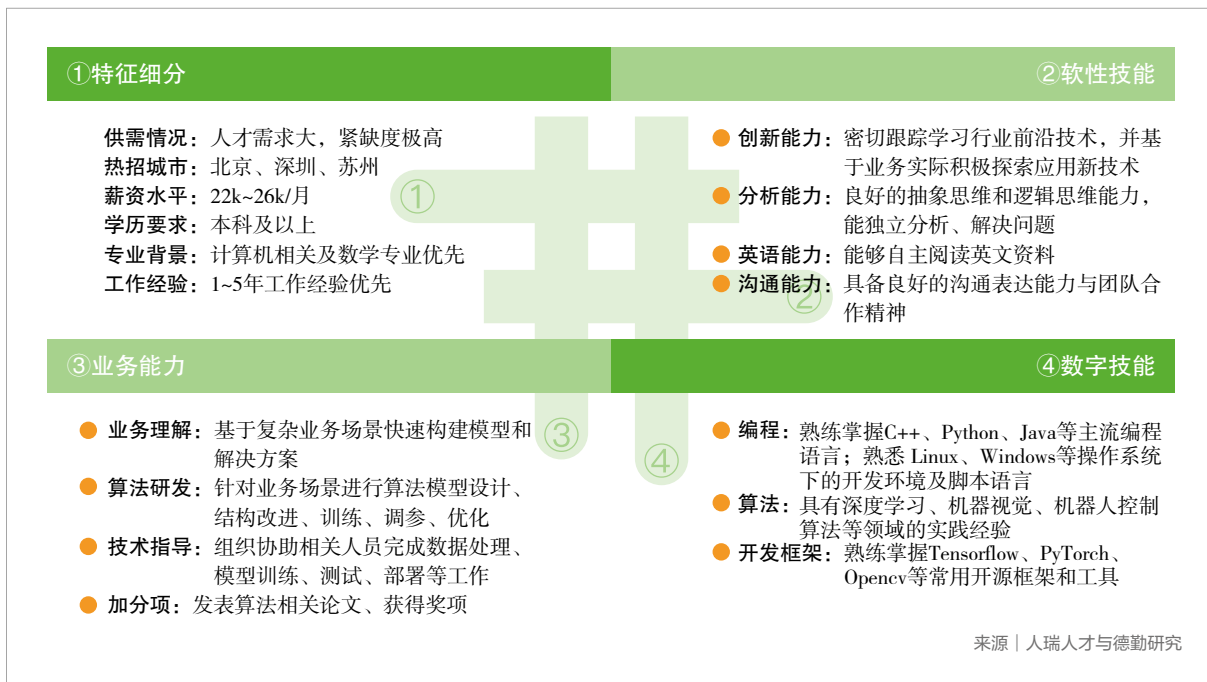 ①特征细分
供需情况：人才需求大，紧缺度极高
热招城市：北京、深圳、苏州
薪资水平：22k~26k/月
学历要求：本科及以上
专业背景：计算机相关及数学专业优先
工作经验：1~5年工作经验优先
①
②软性技能
创新能力：密切跟踪学习行业前沿技术，并基
于业务实际积极探索应用新技术
分析能力：良好的抽象思维和逻辑思维能力，
能独立分析、解决问题
英语能力：能够自主阅读英文资料
沟通能力：具备良好的沟通表达能力与团队合
作精神
②
③业务能力
业务理解：基于复杂业务场景快速构建模型和
解决方案
算法研发：针对业务场景进行算法模型设计、
结构改进、训练、调参、优化
技术指导：组织协助相关人员完成数据处理、
模型训练、测试、部署等工作
加分项：发表算法相关论文、获得奖项
③
④数字技能
编程：熟练掌握C++、Python、Java等主流编程
语言；熟悉 Linux、Windows等操作系统
下的开发环境及脚本语言
算法：具有深度学习、机器视觉、机器人控制
算法等领域的实践经验
开发框架：熟练掌握Tensorflow、PyTorch、
Opencv等常用开源框架和工具
④
来源｜人瑞人才与德勤研究